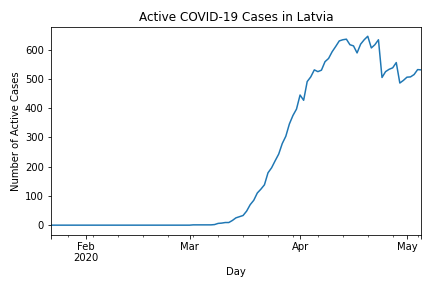 Active COVID-19 Cases in Latvia
Number of Active Cases
600
500
400
300
200
100
0
Feb
2020
Mar
Apr
May
Day